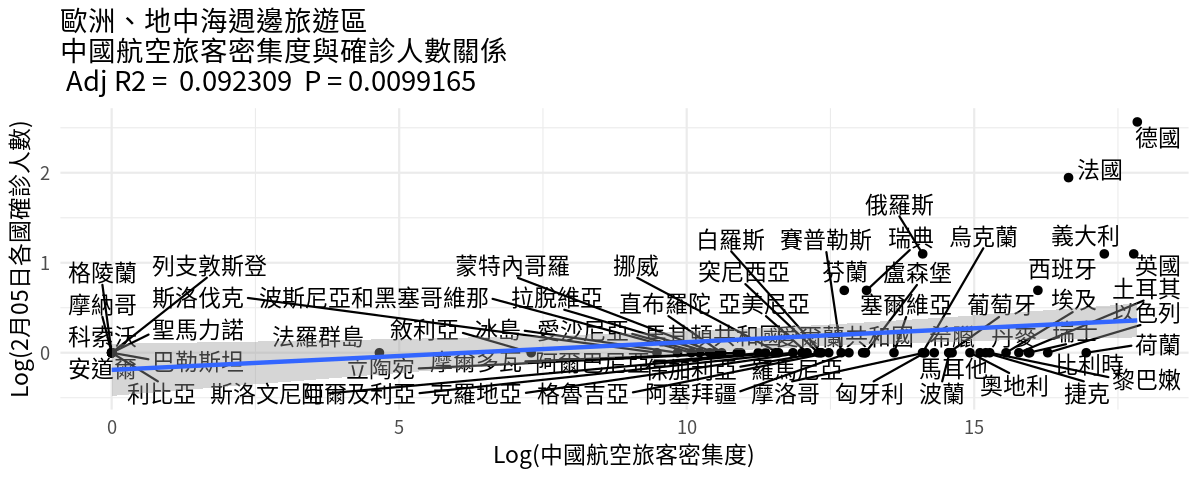 歐洲、地中海週邊旅遊區
中國航空旅客密集度與確診人數關係
Adj R2 = 0.092309 P = 0.0099165
Log(2月05日各國確診人數)
2
1
0
德國
法國
俄羅斯
白羅斯 賽普勒斯 瑞典 烏克蘭 義大利
格陵蘭 列支敦斯登 蒙特內哥羅 挪威 突尼西亞 芬蘭 盧森堡 西班牙 英國
摩納哥 斯洛伐克 波斯尼亞和黑塞哥維那 拉脫維亞 直布羅陀 亞美尼亞 塞爾維亞 葡萄牙 埃及 土耳其
科索沃 聖馬力諾 法羅群島 敘利亞 冰島 愛沙尼亞 馬其頓共和國 愛爾蘭共和國 希臘 丹麥 瑞士 以色列
安道爾 巴勒斯坦 立陶宛 摩爾多瓦 阿爾巴尼亞 保加利亞 羅馬尼亞 馬耳他 比利時 荷蘭
利比亞 斯洛文尼亞 阿爾及利亞 克羅地亞 格魯吉亞 阿塞拜疆 摩洛哥 匈牙利 波蘭 奧地利 捷克 黎巴嫩
0 5 10 15
Log(中國航空旅客密集度)